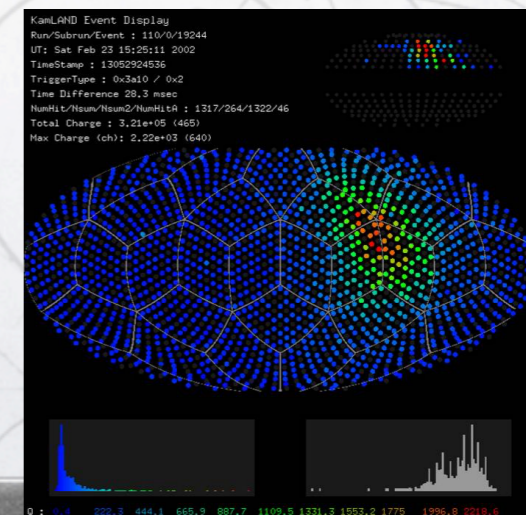 KamLAND Event Display
Run/Subrun/Event : 110/0/19244
UT: Sat Feb 23 15:25:11 2002
TimeStamp : 13052924536
TriggerType : 0x3a10 / 0x2
Time Difference 28.3 msec
NumHit/Nsum/Nsum2/NumHitA : 1317/264/1322/46
Total Charge : 3.21e+05 (465)
Max Charge (ch): 2.22e+03 (640)
Q : 0.4 222.3 444.1 665.9 887.7 1109.5 1331.3 1553.2 1775 1996.8 2218.6